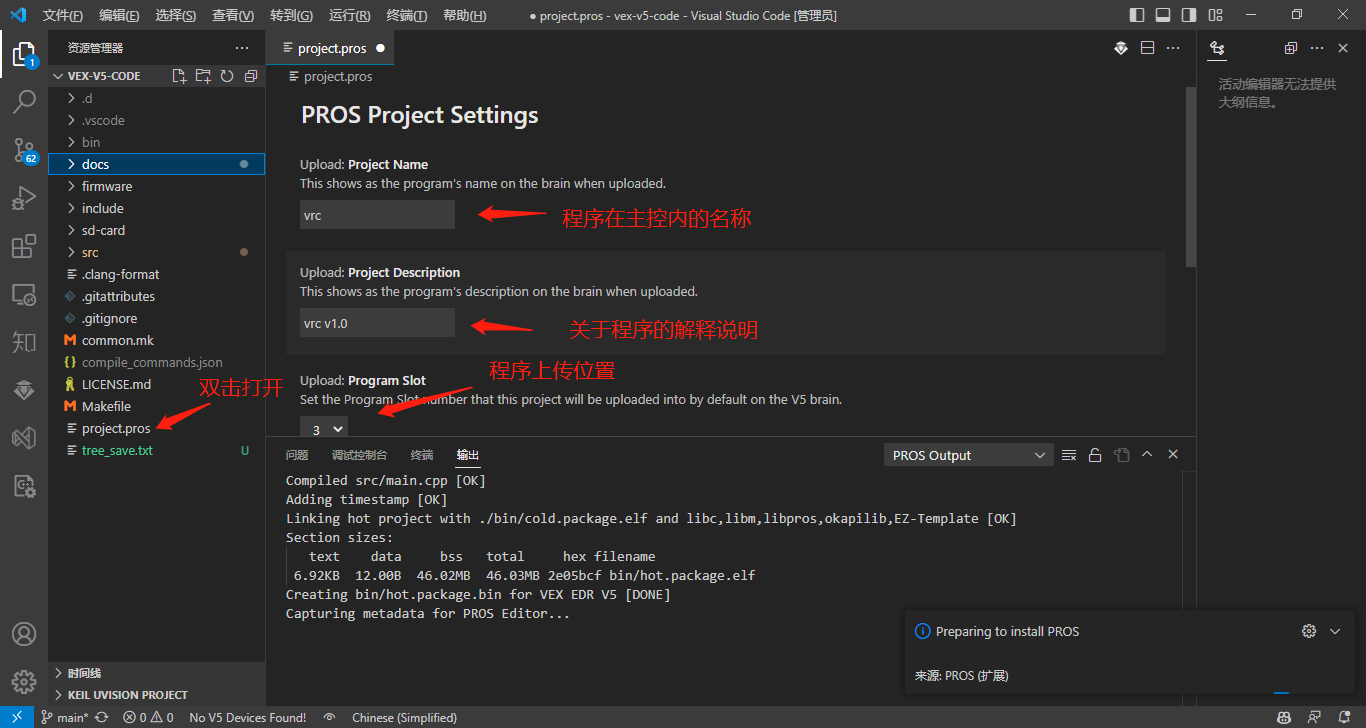 文件(F) 编辑(E) 选择(S) 查看(V) 转到(G) 运行(R) 终端(T) 帮助(H) ● project.pros - vex-v5-code - Visual Studio Code [管理员]
资源管理器
project.pros
VEX-V5-CODE
project.pros
.d
.vscode
bin
docs
firmware
include
sd-card
src
.clang-format
.gitattributes
.gitignore
common.mk
compile_commands.json
LICENSE.md
Makefile
project.pros
tree_save.txt U
双击打开
时间线
KEIL UVISION PROJECT
1
62
知
PROS Project Settings
Upload: Project Name
This shows as the program's name on the brain when uploaded.
vrc
程序在主控内的名称
Upload: Project Description
This shows as the program's description on the brain when uploaded.
vrc v1.0
关于程序的解释说明
程序上传位置
Upload: Program Slot
Set the Program Slot number that this project will be uploaded into by default on the V5 brain.
3
活动编辑器无法提供
大纲信息。
问题 调试控制台 终端 输出 PROS Output
Compiled src/main.cpp [OK]
Adding timestamp [OK]
Linking hot project with ./bin/cold.package.elf and libc,libm,libpros,okapilib,EZ-Template [OK]
Section sizes:
text data bss total hex filename
6.92KB 12.00B 46.02MB 46.03MB 2e05bcf bin/hot.package.elf
Creating bin/hot.package.bin for VEX EDR V5 [DONE]
Capturing metadata for PROS Editor...
Preparing to install PROS
来源: PROS (扩展)
main* 0 0 No V5 Devices Found! Chinese (Simplified)